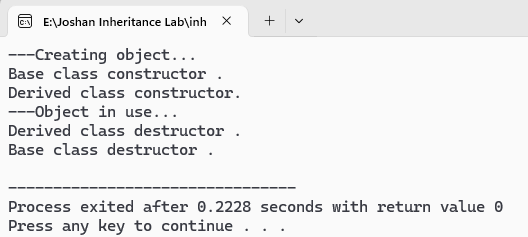 E:\Joshan Inheritance Lab\inh
---Creating object...
Base class constructor .
Derived class constructor.
---Object in use...
Derived class destructor .
Base class destructor .
--------------------------------
Process exited after 0.2228 seconds with return value 0
Press any key to continue . . .